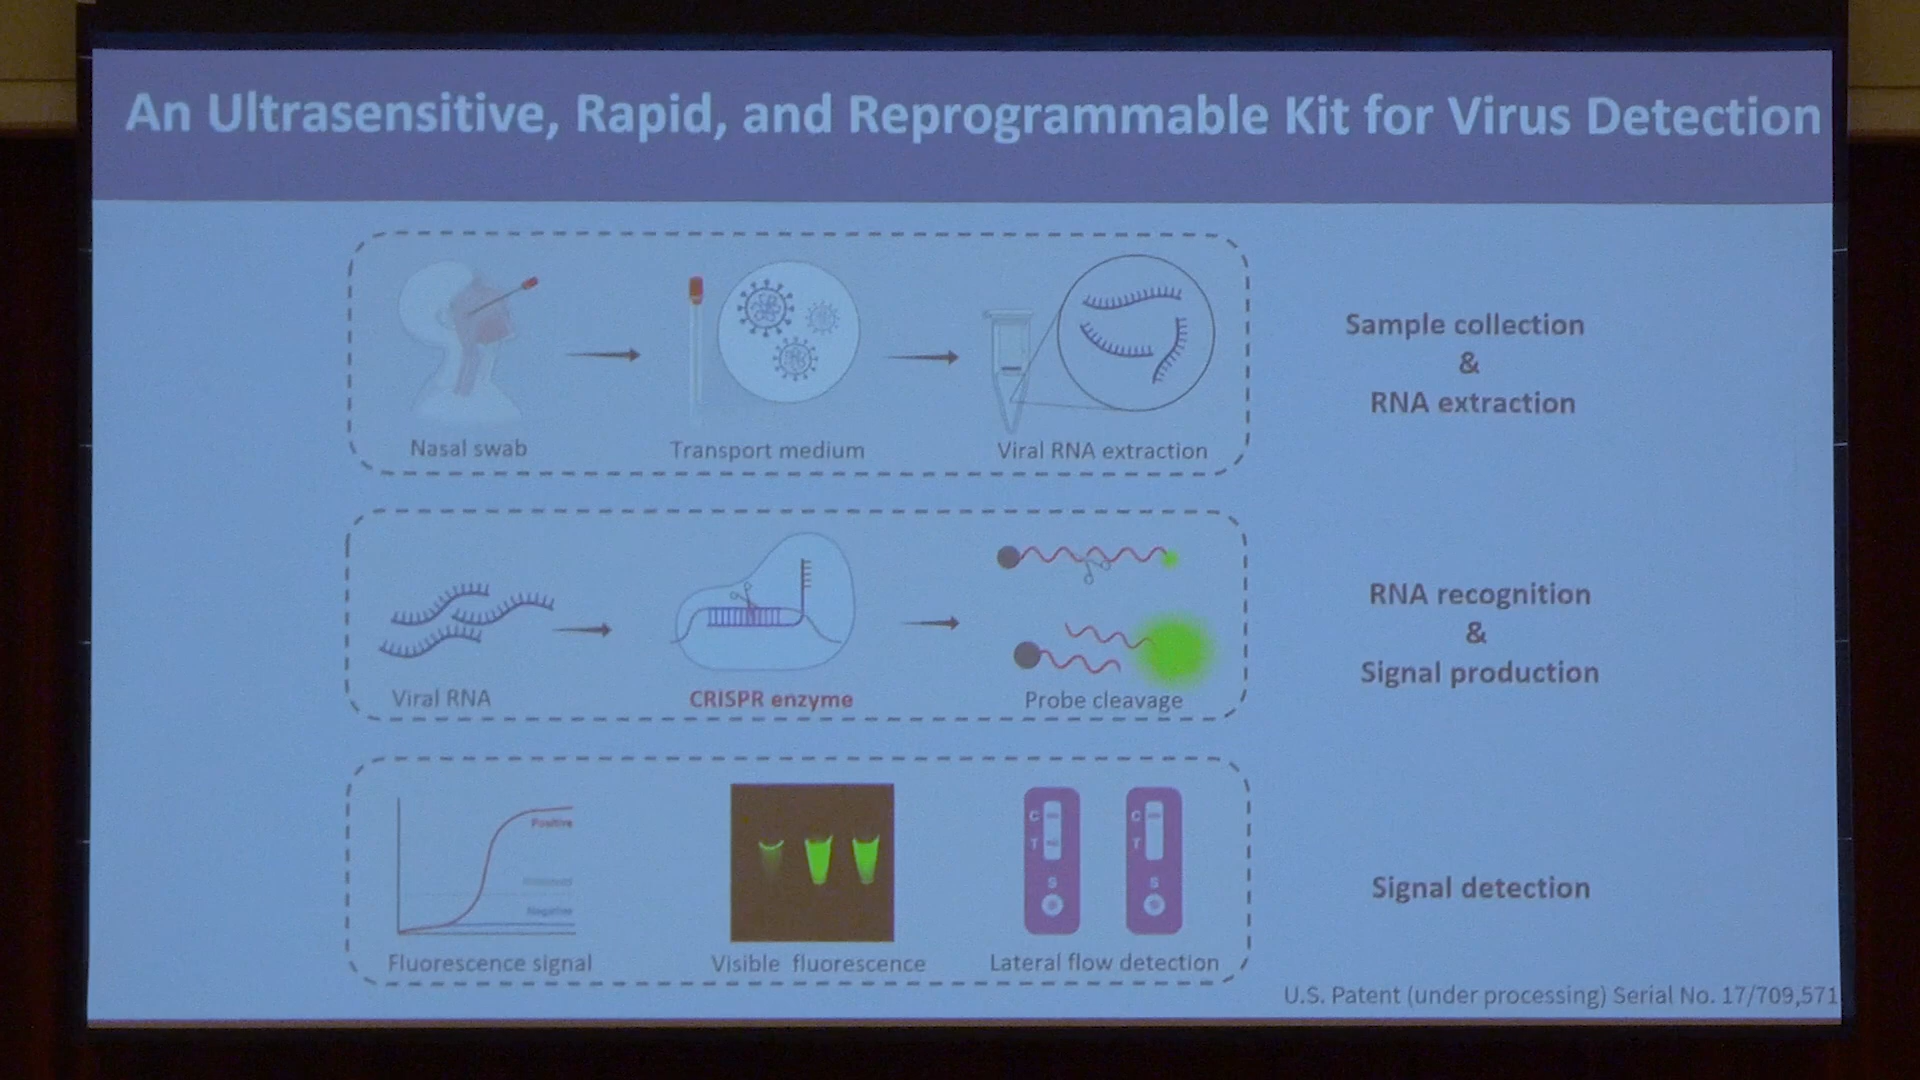 An Ultrasensitive, Rapid, and Reprogrammable Kit for Virus Detection
Nasal swab
Transport medium
Viral RNA extraction
Sample collection
&
RNA extraction
Viral RNA
CRISPR enzyme
Probe cleavage
RNA recognition
&
Signal production
Positive
Negative
C
T
S
C
T
S
Fluorescence signal
Visible fluorescence
Lateral flow detection
Signal detection
U.S. Patent (under processing) Serial No. 17/709,571